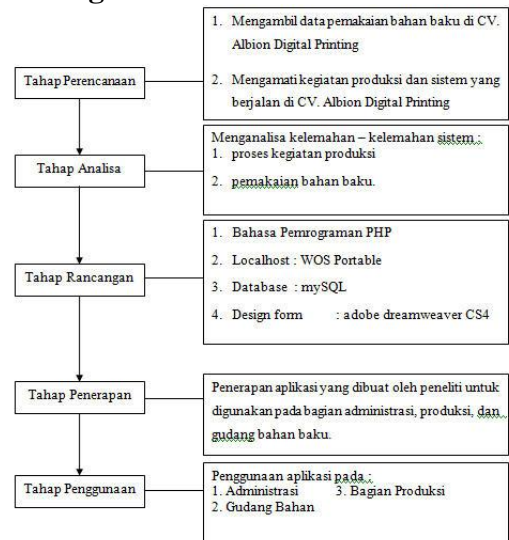 1. Mengambil data pemakaian bahan baku di CV.
Albion Digital Printing
Tahap Perencanaan
2. Mengamati kegiatan produksi dan sistem yang
berjalan di CV. Albion Digital Printing
Menganalisa kelemahan – kelemahan sistem :
1. proses kegiatan produksi
Tahap Analisa
2. pemakaian bahan baku.
1. Bahasa Pemrograman PHP
2. Localhost : WOS Portable
Tahap Rancangan
3. Database : mySQL
4. Design form : adobe dreamweaver CS4
Tahap Penerapan
Penerapan aplikasi yang dibuat oleh peneliti untuk
digunakan pada bagian administrasi, produksi, dan
gudang bahan baku.
Tahap Penggunaan
Penggunaan aplikasi pada :
1. Administrasi 3. Bagian Produksi
2. Gudang Bahan